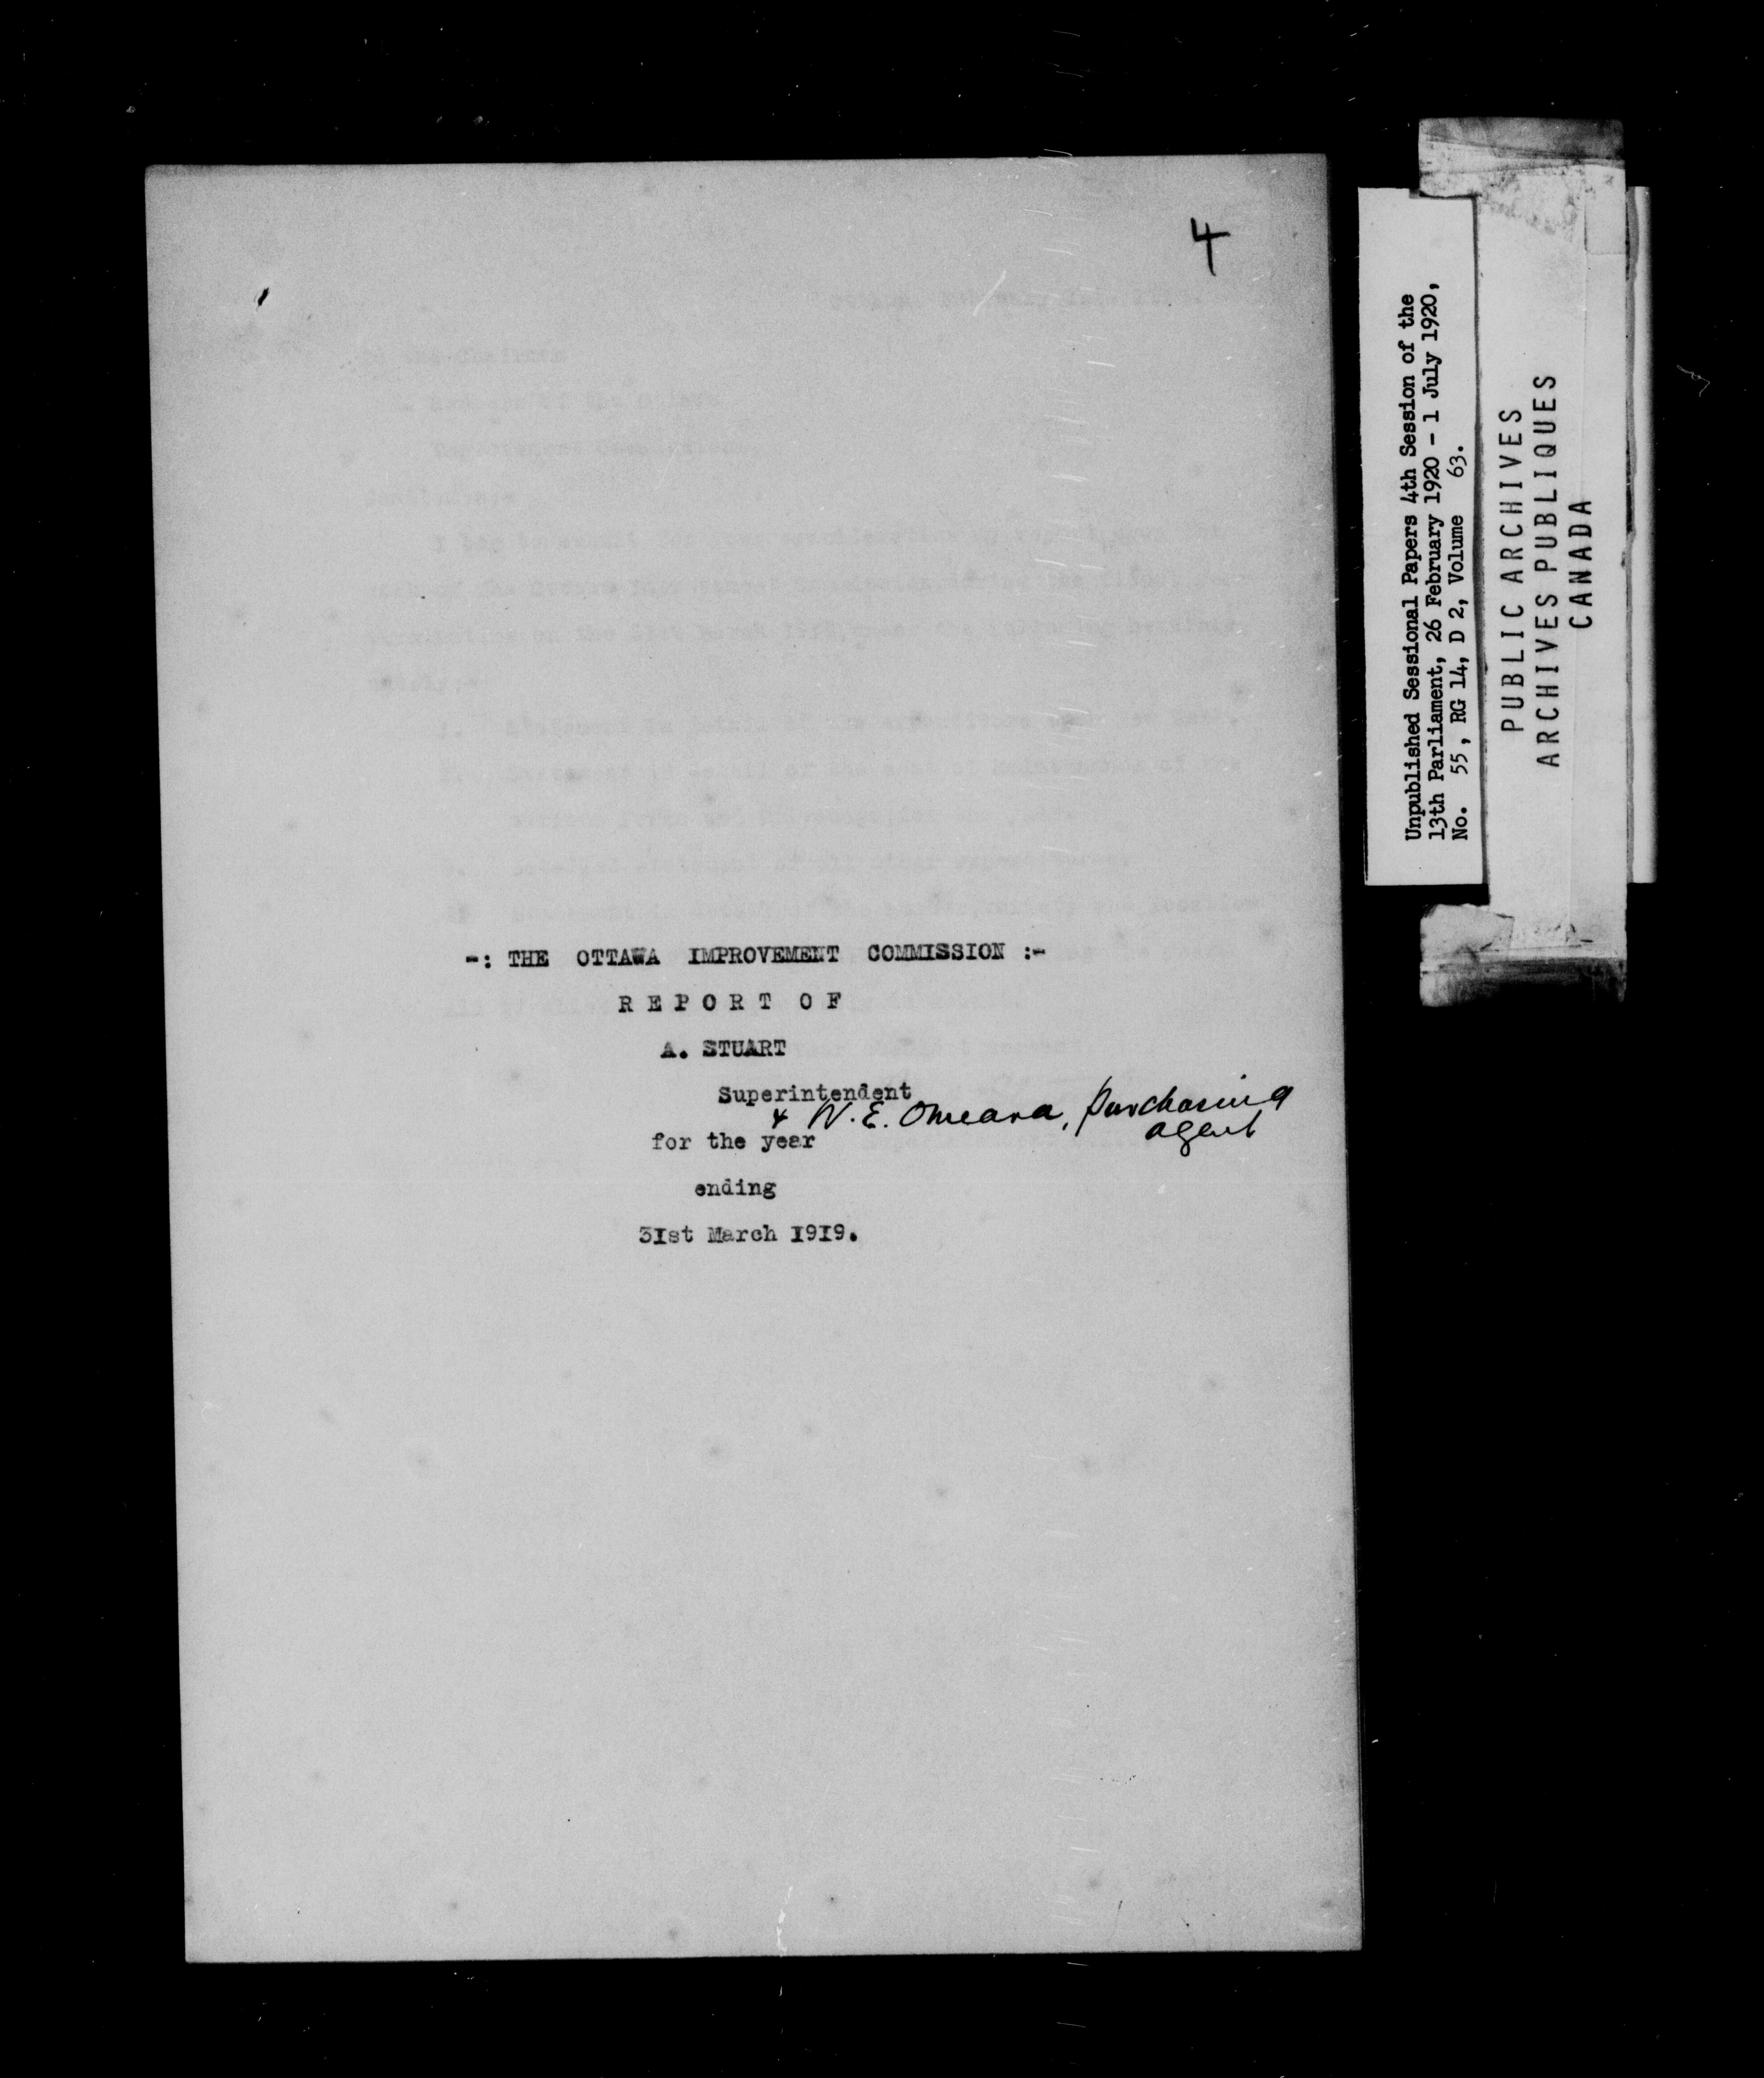 4
-: THE OTTAWA IMPROVEMENT COMMISSION :-
REPORT OF
A. STUART
Superintendent
& W. E. Omeara, purchasing
agent
for the year
ending
31st March 1919.
Unpublished Sessional Papers 4th Session of the
13th Parliament, 26 February 1920 - 1 July 1920,
No. 55, RG 14, D 2, Volume 63.
PUBLIC ARCHIVES
ARCHIVES PUBLIQUES
CANADA